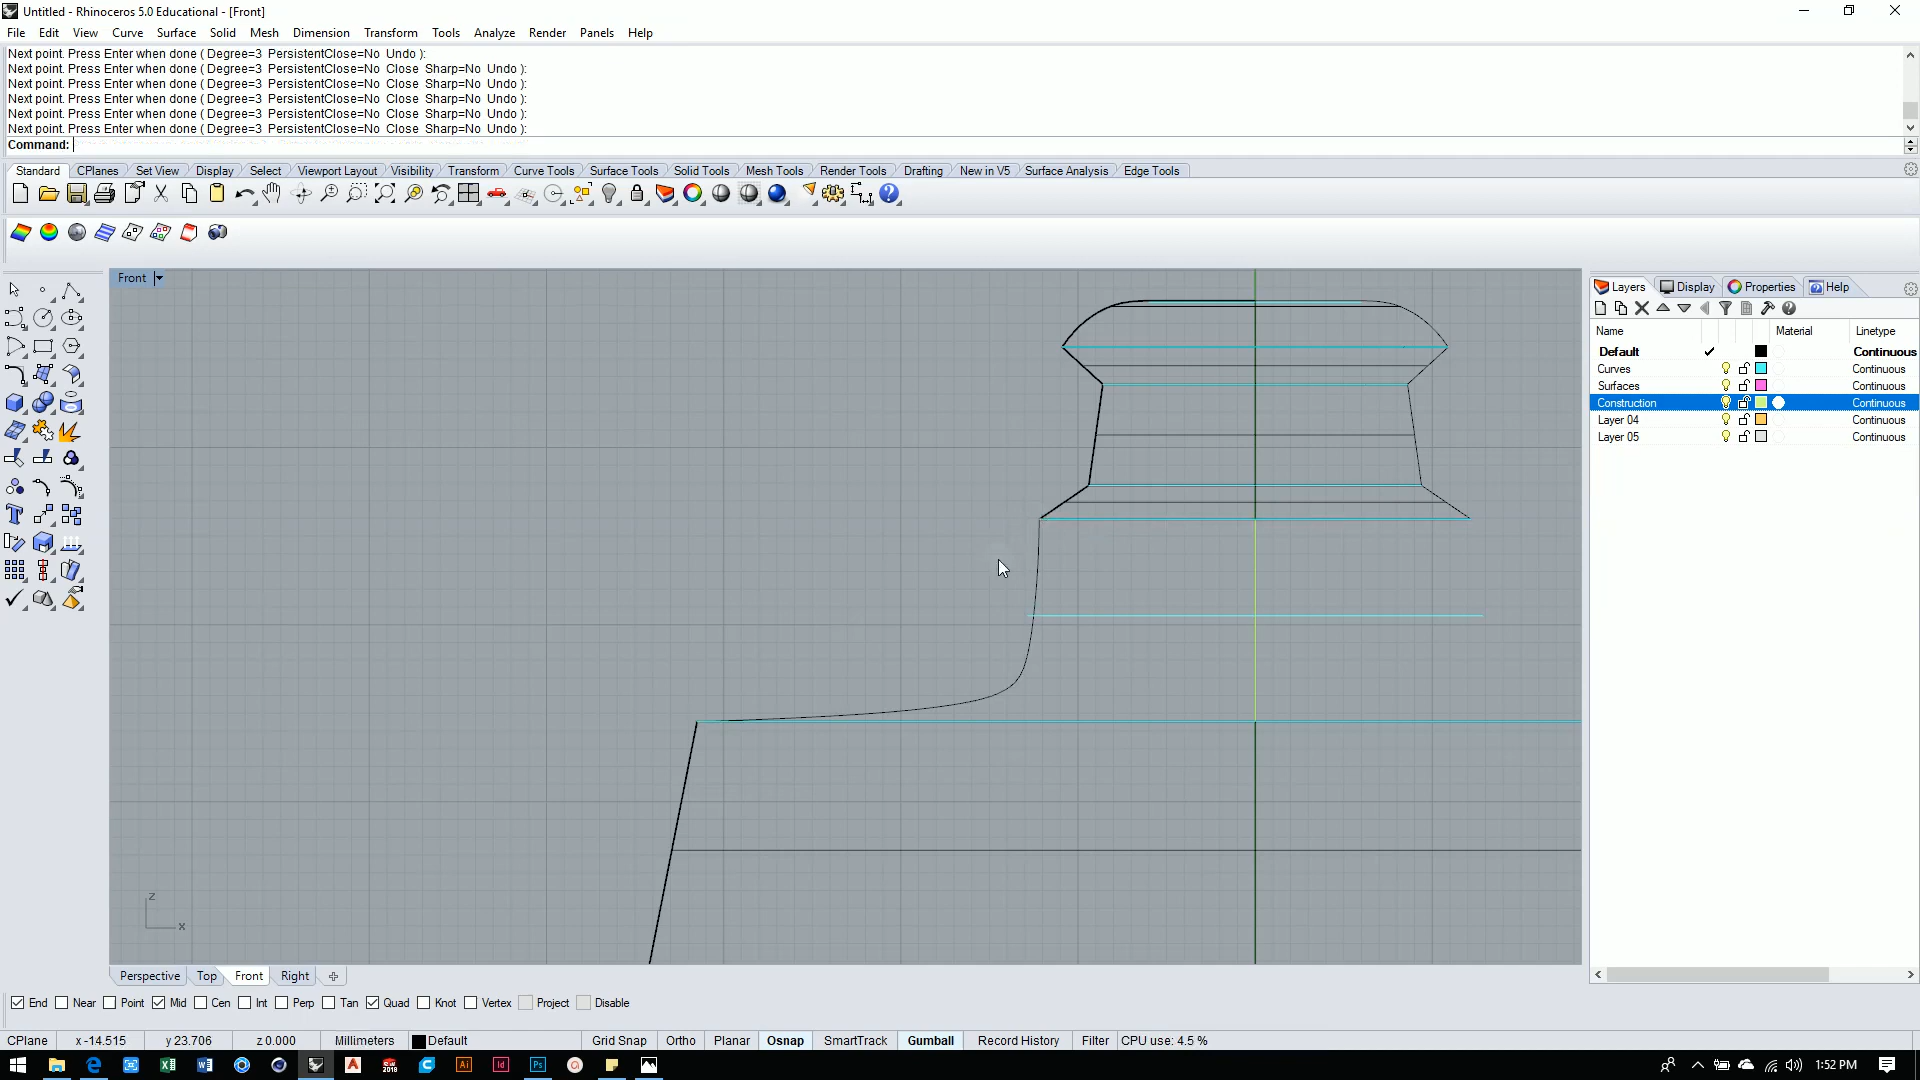 Untitled - Rhinoceros 5.0 Educational - [Front]
File Edit View Curve Surface Solid Mesh Dimension Transform Tools Analyze Render Panels Help
Next point. Press Enter when done ( Degree=3 PersistentClose=No Undo ):
Next point. Press Enter when done ( Degree=3 PersistentClose=No Close Sharp=No Undo ):
Next point. Press Enter when done ( Degree=3 PersistentClose=No Close Sharp=No Undo ):
Next point. Press Enter when done ( Degree=3 PersistentClose=No Close Sharp=No Undo ):
Next point. Press Enter when done ( Degree=3 PersistentClose=No Close Sharp=No Undo ):
Next point. Press Enter when done ( Degree=3 PersistentClose=No Close Sharp=No Undo ):
Command:
Standard CPlanes Set View Display Select Viewport Layout Visibility Transform Curve Tools Surface Tools Solid Tools Mesh Tools Render Tools Drafting New in V5 Surface Analysis Edge Tools
Front
Layers Display Properties Help
Name Material Linetype
Default Continuous
Curves Continuous
Surfaces Continuous
Construction Continuous
Layer 04 Continuous
Layer 05 Continuous
z
x
Perspective Top Front Right
End Near Point Mid Cen Int Perp Tan Quad Knot Vertex Project Disable
CPlane x -14.515 y 23.706 z 0.000 Millimeters Default Grid Snap Ortho Planar Osnap SmartTrack Gumball Record History Filter CPU use: 4.5 %
1:52 PM